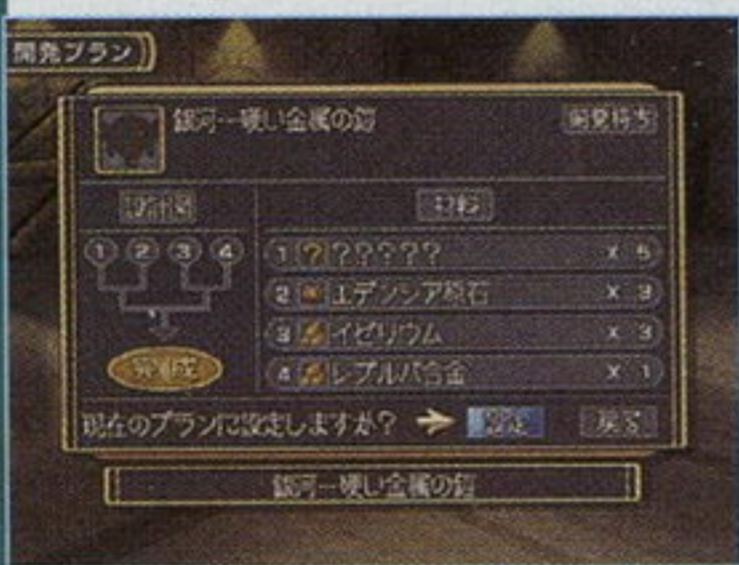 開発プラン
銀河一硬い金属の鎧
開発待ち
設計図
材料
1 2 3 4
1 ? ????? x 5
2 エデンシア原石 x 3
3 イゼリウム x 3
4 レブルバ合金 x 1
完成
現在のプランに設定しますか? → 設定 戻る
銀河一硬い金属の鎧